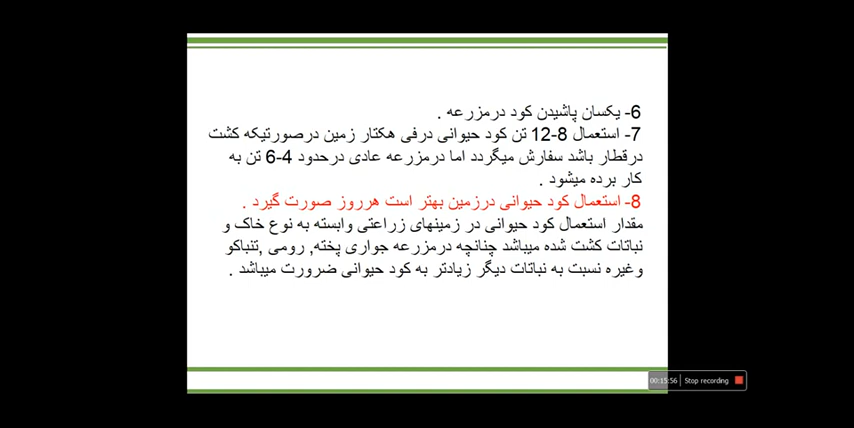 6- یکسان پاشیدن کود درمزرعه .
7- استعمال 8-12 تن کود حیوانی درفی هکتار زمین درصورتیکه کشت
درقطار باشد سفارش میگردد اما درمزرعه عادی درحدود 4-6 تن به
کار برده میشود .
8- استعمال کود حیوانی درزمین بهتر است هرروز صورت گیرد .
مقدار استعمال کود حیوانی در زمینهای زراعتی وابسته به نوع خاک و
نباتات کشت شده میباشد چنانچه درمزرعه جواری پخته, رومی ,تنباکو
وغیره نسبت به نباتات دیگر زیادتر به کود حیوانی ضرورت میباشد .
00:15:56 Stop recording